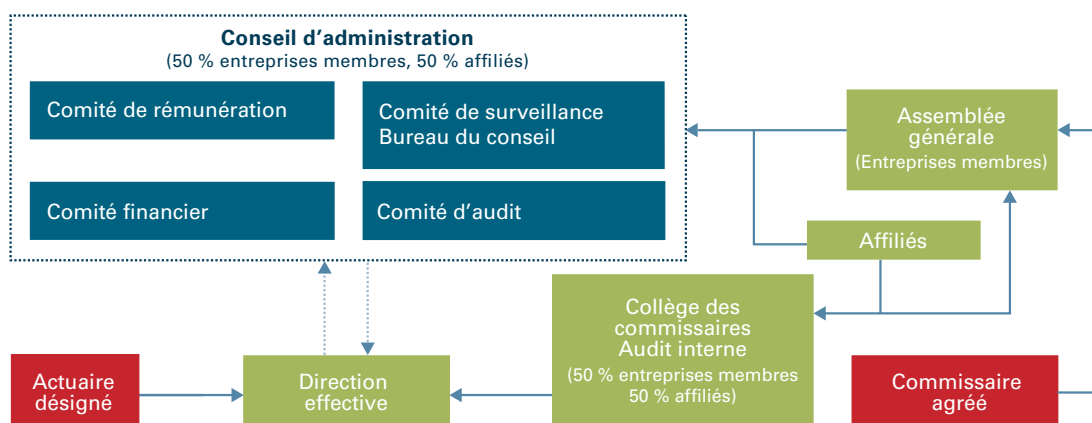 Conseil d'administration
(50 % entreprises membres, 50 % affiliés)
Comité de rémunération
Comité de surveillance
Bureau du conseil
Comité financier
Comité d'audit
Assemblée
générale
(Entreprises membres)
Affiliés
Collège des
commissaires
Audit interne
(50 % entreprises membres
50 % affiliés)
Actuaire
désigné
Direction
effective
Commissaire
agréé